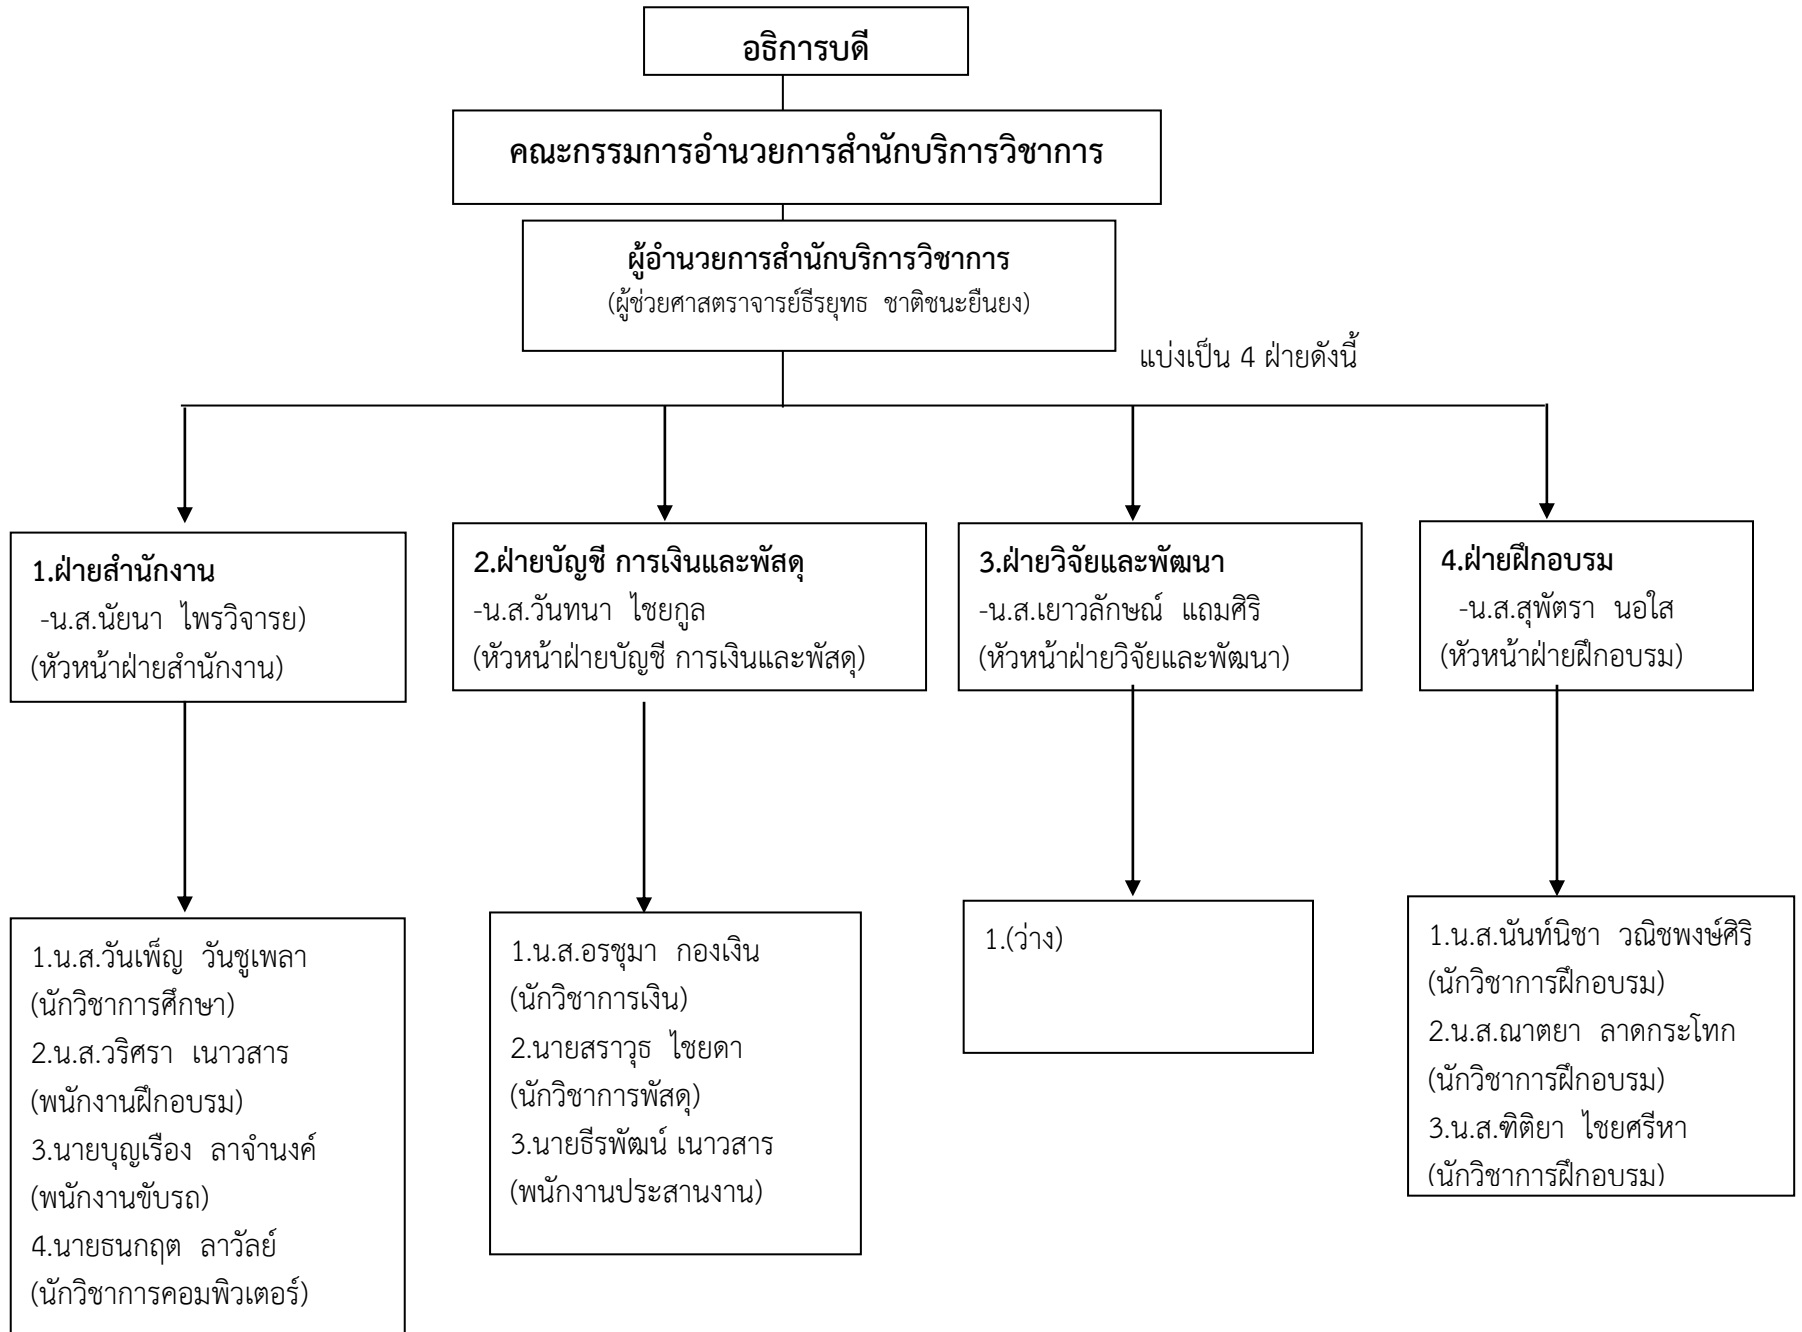 อธิการบดี
คณะกรรมการอำนวยการสำนักบริการวิชาการ
ผู้อำนวยการสำนักบริการวิชาการ
(ผู้ช่วยศาสตราจารย์ธีรยุทธ ชาติชนะยืนยง)
แบ่งเป็น 4 ฝ่ายดังนี้
1.ฝ่ายสำนักงาน
-น.ส.นัยนา ไพรวิจารย)
(หัวหน้าฝ่ายสำนักงาน)
2.ฝ่ายบัญชี การเงินและพัสดุ
-น.ส.วันทนา ไชยกูล
(หัวหน้าฝ่ายบัญชี การเงินและพัสดุ)
3.ฝ่ายวิจัยและพัฒนา
-น.ส.เยาวลักษณ์ แถมศิริ
(หัวหน้าฝ่ายวิจัยและพัฒนา)
4.ฝ่ายฝึกอบรม
-น.ส.สุพัตรา นอใส
(หัวหน้าฝ่ายฝึกอบรม)
1.น.ส.วันเพ็ญ วันชูเพลา
(นักวิชาการศึกษา)
2.น.ส.วริศรา เนาวสาร
(พนักงานฝึกอบรม)
3.นายบุญเรือง ลาจำนงค์
(พนักงานขับรถ)
4.นายธนกฤต ลาวัลย์
(นักวิชาการคอมพิวเตอร์)
1.น.ส.อรชุมา กองเงิน
(นักวิชาการเงิน)
2.นายสราวุธ ไชยดา
(นักวิชาการพัสดุ)
3.นายธีรพัฒน์ เนาวสาร
(พนักงานประสานงาน)
1.(ว่าง)
1.น.ส.นันท์นิชา วณิชพงษ์ศิริ
(นักวิชาการฝึกอบรม)
2.น.ส.ณาตยา ลาดกระโทก
(นักวิชาการฝึกอบรม)
3.น.ส.ฑิติยา ไชยศรีหา
(นักวิชาการฝึกอบรม)